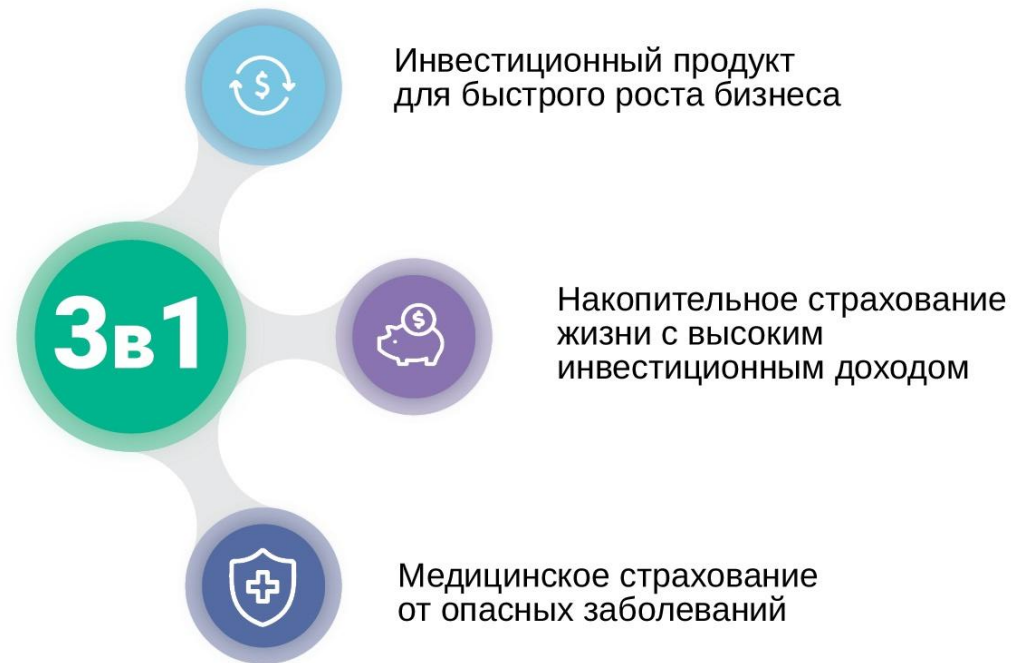 Инвестиционный продукт
для быстрого роста бизнеса
3в1
Накопительное страхование
жизни с высоким
инвестиционным доходом
Медицинское страхование
от опасных заболеваний